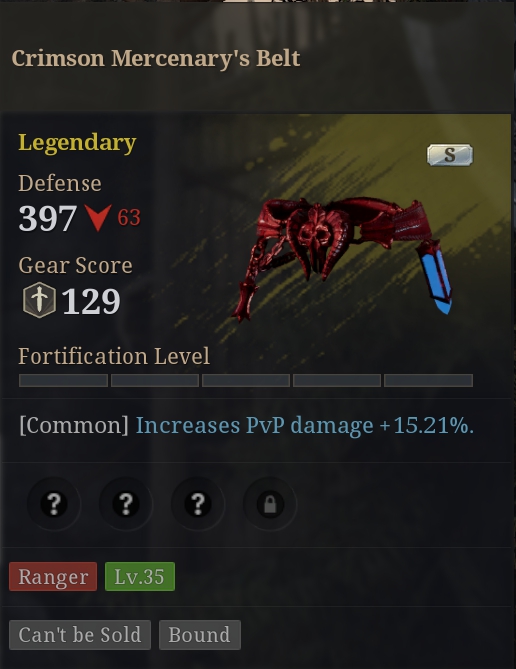 Crimson Mercenary's Belt
Legendary
S
Defense
397 63
Gear Score
129
Fortification Level
[Common] Increases PvP damage +15.21%.
? ? ?
Ranger Lv.35
Can't be Sold Bound